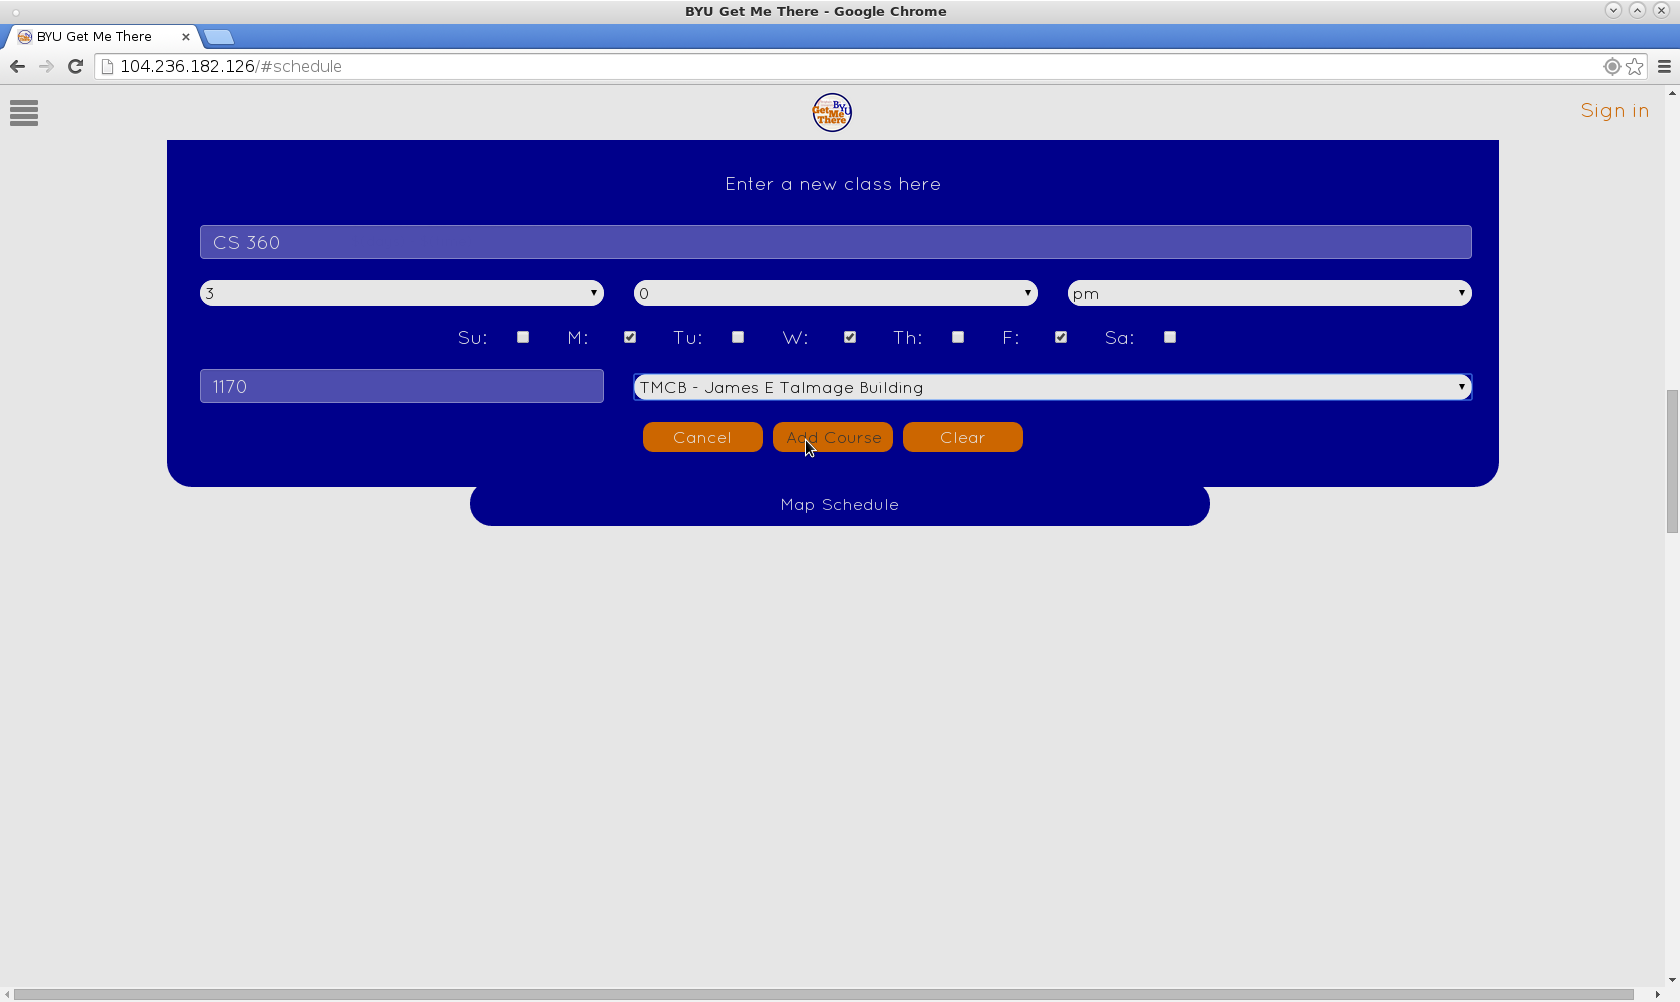 BYU Get Me There - Google Chrome
BYU Get Me There
104.236.182.126/#schedule
BYU
Get Me There
Sign in
Enter a new class here
CS 360
3 0 pm
Su: M: Tu: W: Th: F: Sa:
1170 TMCB - James E Talmage Building
Cancel Add Course Clear
Map Schedule